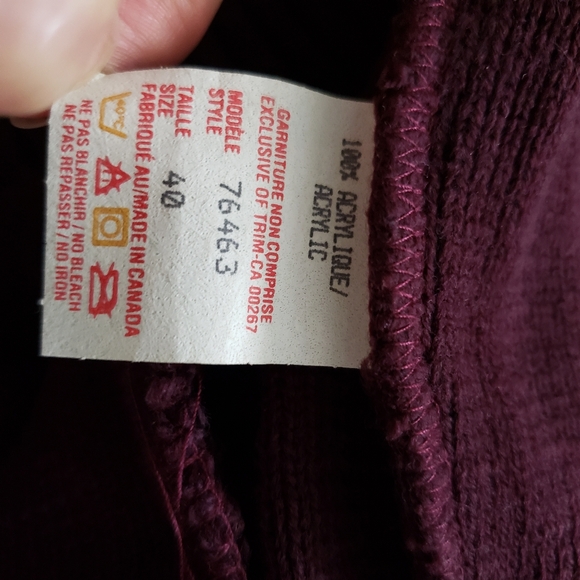 100% ACRYLIQUE/
ACRYLIC
GARNITURE NON COMPRISE
EXCLUSIVE OF TRIM-CA 00267
MODÈLE
STYLE 76463
TAILLE
SIZE 40
FABRIQUÉ AU/MADE IN CANADA
40°C
NE PAS BLANCHIR / NO BLEACH
NE PAS REPASSER / NO IRON